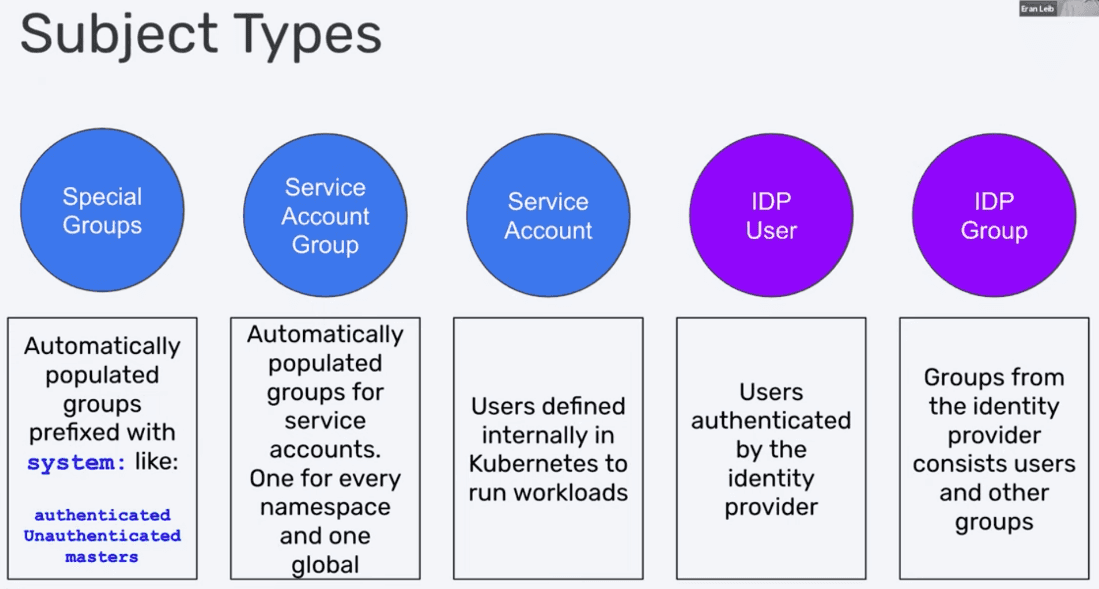 Eran Leib
Subject Types
Special
Groups
Service
Account
Group
Service
Account
IDP
User
IDP
Group
Automatically
populated
groups
prefixed with
system: like:
authenticated
Unauthenticated
masters
Automatically
populated
groups for
service
accounts.
One for every
namespace
and one
global
Users defined
internally in
Kubernetes to
run workloads
Users
authenticated
by the
identity
provider
Groups from
the identity
provider
consists users
and other
groups